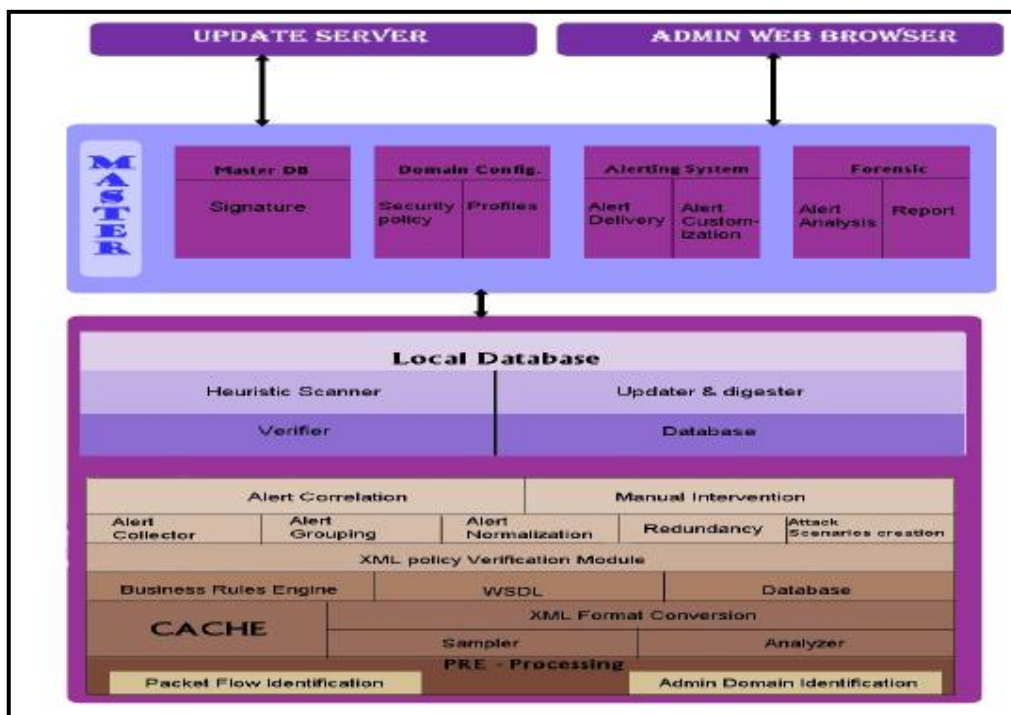 UPDATE SERVER
ADMIN WEB BROWSER
MASTER
Master DB
Signature
Domain Config.
Security
policy
Profiles
Alerting System
Alert
Delivery
Alert
Custom-
ization
Forensic
Alert
Analysis
Report
Local Database
Heuristic Scanner
Updater & digester
Verifier
Database
Alert Correlation
Manual Intervention
Alert
Collector
Alert
Grouping
Alert
Normalization
Redundancy
Attack
Scenarios creation
XML policy Verification Module
Business Rules Engine
WSDL
Database
CACHE
XML Format Conversion
Sampler
Analyzer
PRE - Processing
Packet Flow Identification
Admin Domain Identification